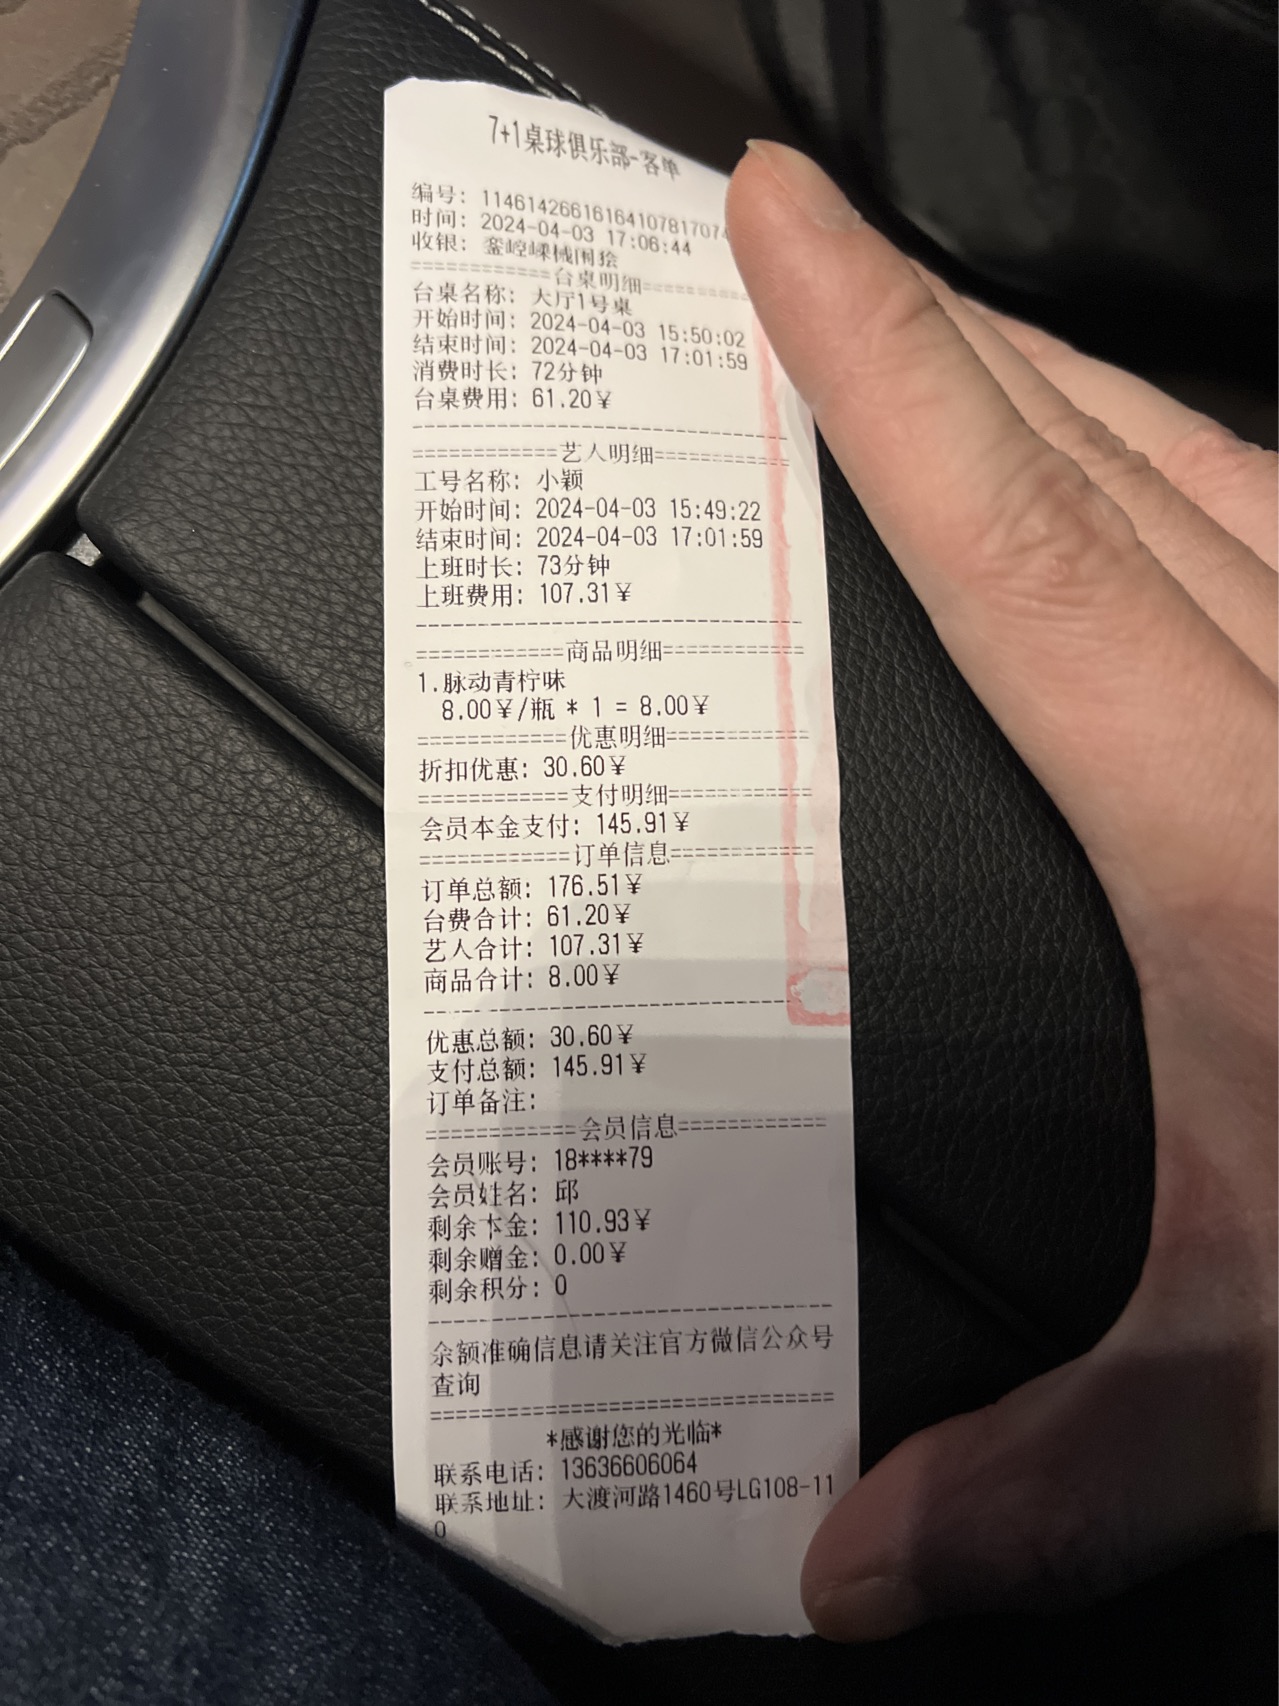 7+1桌球俱乐部-客单
编号: 1146142661616410781707
时间: 2024-04-03 17:06:44
收银:
============台桌明细============
台桌名称: 大厅1号桌
开始时间: 2024-04-03 15:50:02
结束时间: 2024-04-03 17:01:59
消费时长: 72分钟
台桌费用: 61.20¥
============艺人明细============
工号名称: 小颖
开始时间: 2024-04-03 15:49:22
结束时间: 2024-04-03 17:01:59
上班时长: 73分钟
上班费用: 107.31¥
============商品明细============
1.脉动青柠味
8.00¥/瓶 * 1 = 8.00¥
============优惠明细============
折扣优惠: 30.60¥
============支付明细============
会员本金支付: 145.91¥
============订单信息============
订单总额: 176.51¥
台费合计: 61.20¥
艺人合计: 107.31¥
商品合计: 8.00¥
优惠总额: 30.60¥
支付总额: 145.91¥
订单备注:
============会员信息============
会员账号: 18****79
会员姓名: 邱
剩余本金: 110.93¥
剩余赠金: 0.00¥
剩余积分: 0
余额准确信息请关注官方微信公众号
查询
*感谢您的光临*
联系电话: 13636606064
联系地址: 大渡河路1460号LG108-11
0